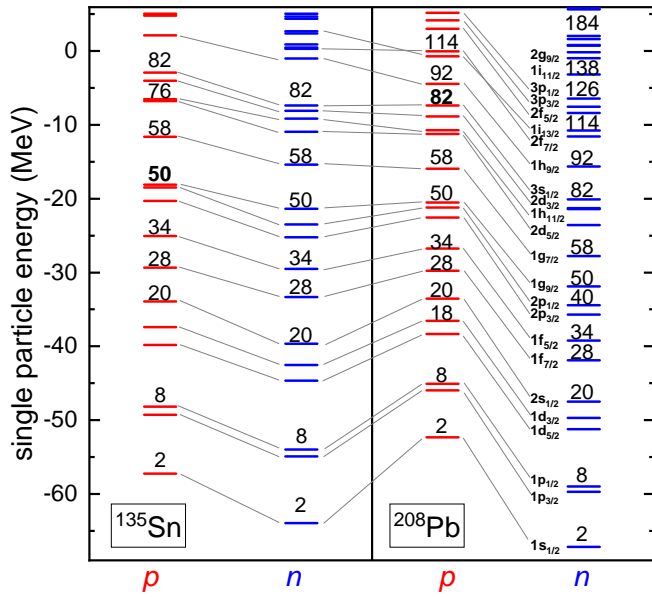 single particle energy (MeV)
0
-10
-20
-30
-40
-50
-60
82
76
58
50
34
28
20
8
2
135Sn
p
82
58
50
34
28
20
8
2
n
114
92
82
58
50
34
28
20
18
8
2
208Pb
p
2g9/2
1i11/2
3p1/2
3p3/2
2f5/2
1i13/2
2f7/2
1h9/2
3s1/2
2d3/2
1h11/2
2d5/2
1g7/2
1g9/2
2p1/2
2p3/2
1f5/2
1f7/2
2s1/2
1d3/2
1d5/2
1p1/2
1p3/2
1s1/2
184
138
126
114
92
82
58
50
40
34
28
20
8
2
n